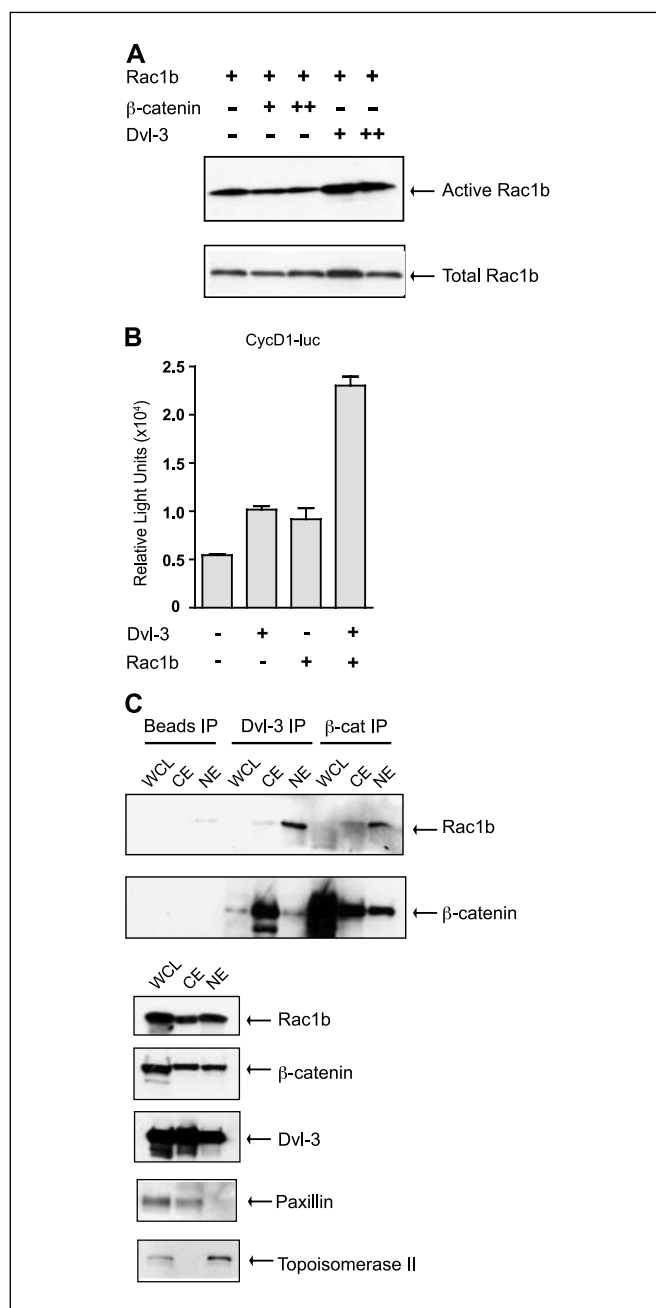 A
Rac1b + + + + +
β-catenin - + ++ - -
Dvl-3 - - - + ++
Active Rac1b
Total Rac1b
B
CycD1-luc
Relative Light Units (x10⁴)
2.5
2.0
1.0
0.5
0
Dvl-3 - + - +
Rac1b - - + +
C
Beads IP Dvl-3 IP β-cat IP
WCL CE NE WCL CE NE WCL CE NE
Rac1b
β-catenin
WCL CE NE
Rac1b
β-catenin
Dvl-3
Paxillin
Topoisomerase II